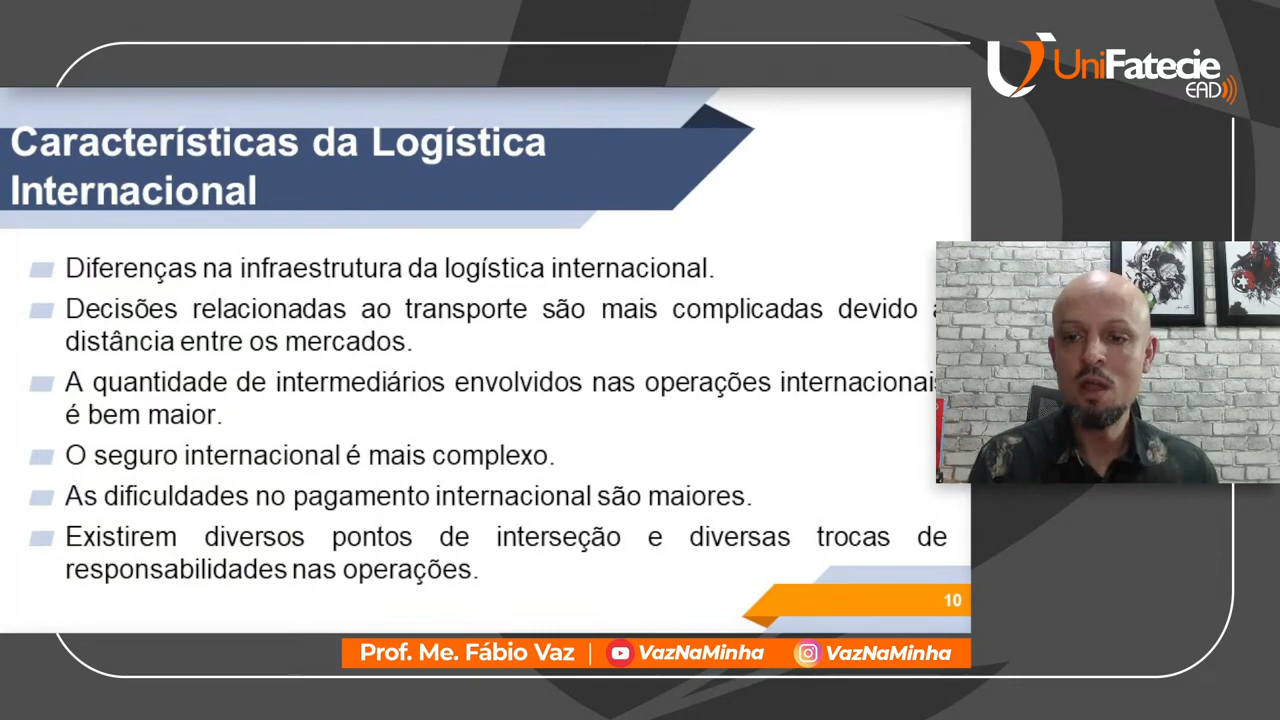 UniFatecie
EAD
Características da Logística
Internacional
Diferenças na infraestrutura da logística internacional.
Decisões relacionadas ao transporte são mais complicadas devido
distância entre os mercados.
A quantidade de intermediários envolvidos nas operações internacionais
é bem maior.
O seguro internacional é mais complexo.
As dificuldades no pagamento internacional são maiores.
Existirem diversos pontos de interseção e diversas trocas de
responsabilidades nas operações.
10
Prof. Me. Fábio Vaz | VazNaMinha VazNaMinha